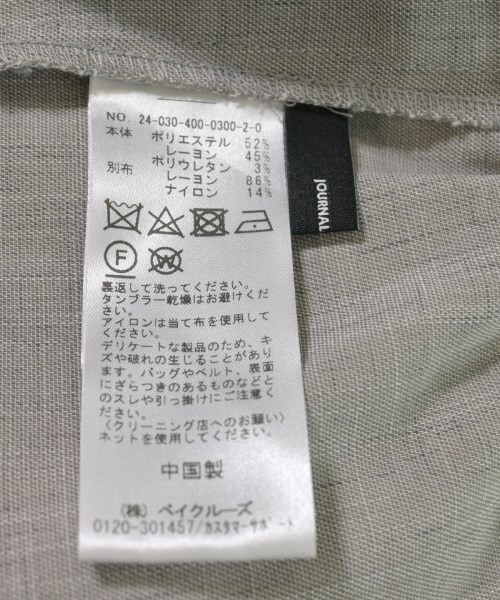 NO. 24-030-400-0300-2-0
本体 ポリエステル 52%
レーヨン 45%
ポリウレタン 3%
別布 レーヨン 86%
ナイロン 14%
F W
裏返して洗ってください。
タンブラー乾燥はお避けくだ
さい。
アイロンは当て布を使用して
ください。
デリケートな製品のため、キ
ズや破れの生じることがあり
ます。バッグやベルト、表面
にざらつきのあるものなどと
のスレや引っ掛けにご注意く
ださい。
〈クリーニング店へのお願い〉
ネットを使用してください。
中国製
(株) ベイクルーズ
0120-301457/カスタマーサポート
JOURNAL